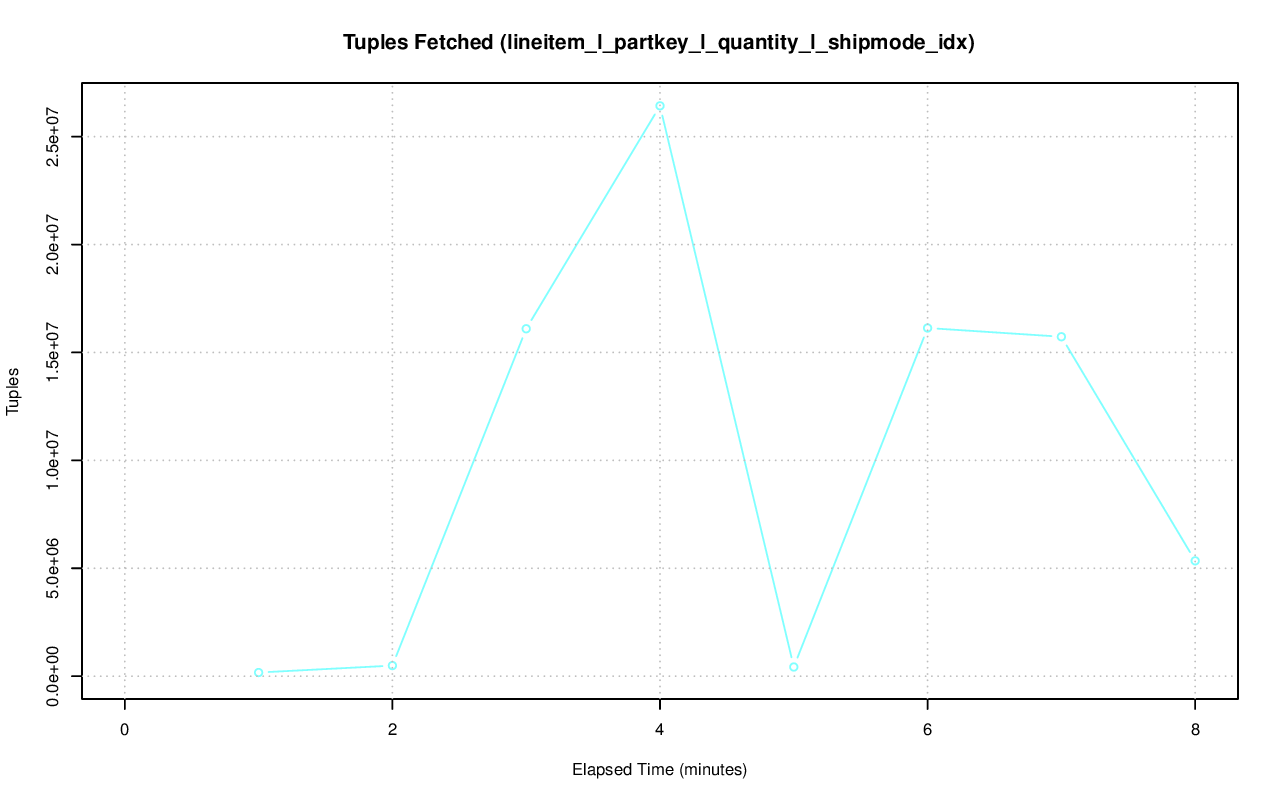 Tuples Fetched (lineitem_l_partkey_l_quantity_l_shipmode_idx)
Tuples
2.5e+07
2.0e+07
1.5e+07
1.0e+07
5.0e+06
0.0e+00
0 2 4 6 8
Elapsed Time (minutes)